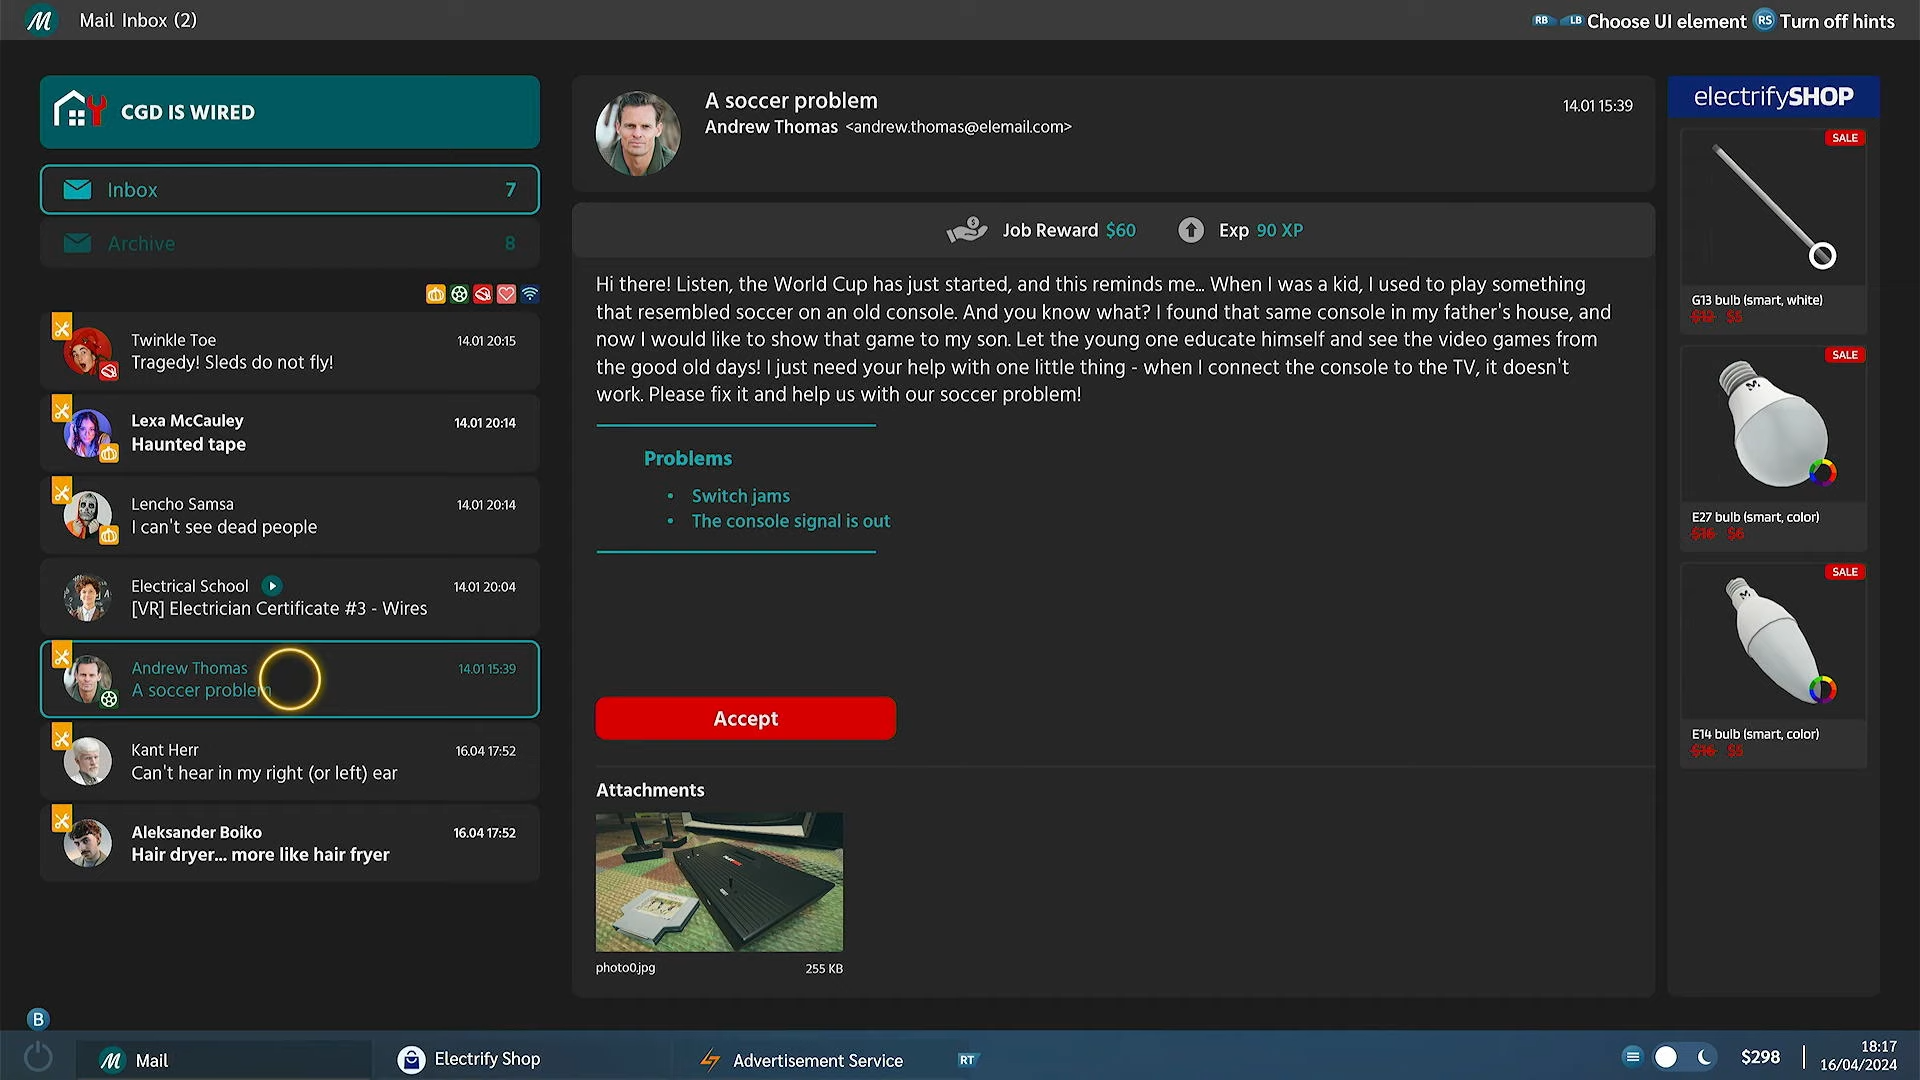 Mail Inbox (2)
RB LB Choose UI element RS Turn off hints
CGD IS WIRED
Inbox 7
Archive 8
Twinkle Toe 14.01 20:15
Tragedy! Sleds do not fly!
Lexa McCauley 14.01 20:14
Haunted tape
Lencho Samsa 14.01 20:14
I can't see dead people
Electrical School 14.01 20:04
[VR] Electrician Certificate #3 - Wires
Andrew Thomas 14.01 15:39
A soccer problem
Kant Herr 16.04 17:52
Can't hear in my right (or left) ear
Aleksander Boiko 16.04 17:52
Hair dryer... more like hair fryer
A soccer problem 14.01 15:39
Andrew Thomas <andrew.thomas@elemail.com>
Job Reward $60 Exp 90 XP
Hi there! Listen, the World Cup has just started, and this reminds me... When I was a kid, I used to play something
that resembled soccer on an old console. And you know what? I found that same console in my father's house, and
now I would like to show that game to my son. Let the young one educate himself and see the video games from
the good old days! I just need your help with one little thing - when I connect the console to the TV, it doesn't
work. Please fix it and help us with our soccer problem!
Problems
• Switch jams
• The console signal is out
Accept
Attachments
photo0.jpg 255 KB
electrifySHOP
SALE
G13 bulb (smart, white)
$12 $5
SALE
E27 bulb (smart, color)
$16 $6
SALE
E14 bulb (smart, color)
$16 $5
B
Mail
Electrify Shop
Advertisement Service RT
$298
18:17
16/04/2024